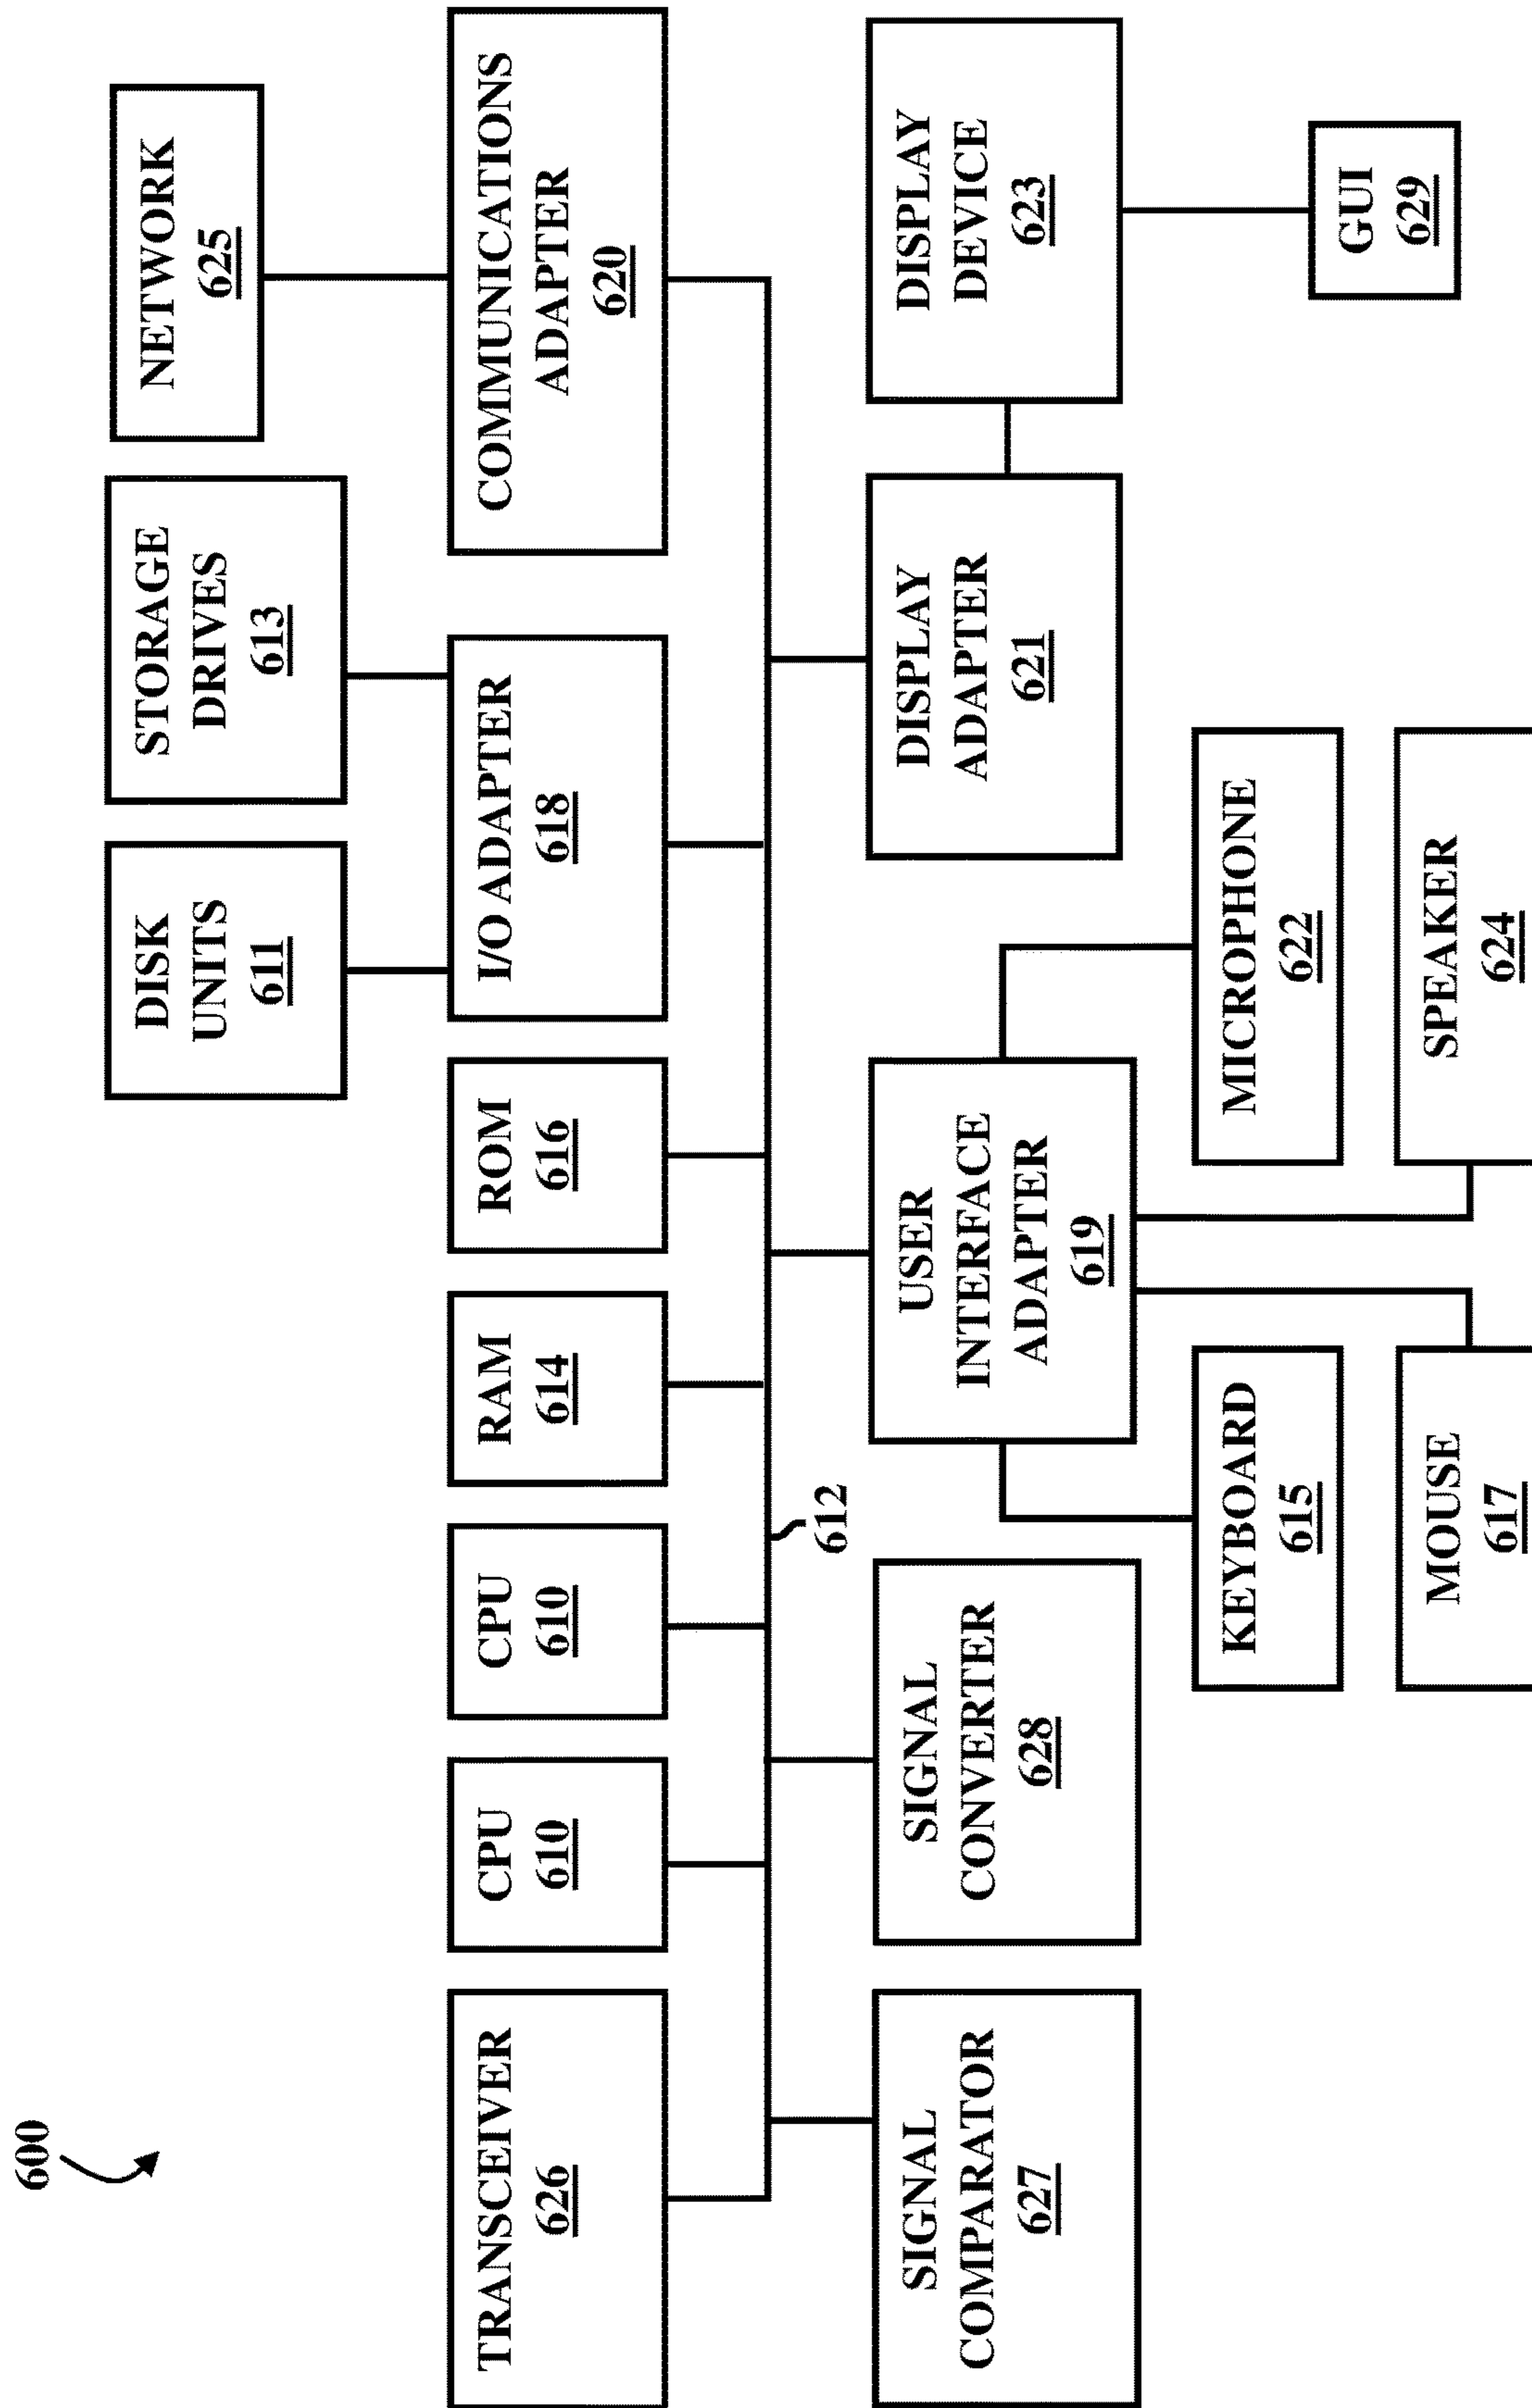 600
TRANSCEIVER
626
CPU
610
CPU
610
RAM
614
ROM
616
DISK
UNITS
611
STORAGE
DRIVES
613
I/O ADAPTER
618
NETWORK
625
COMMUNICATIONS
ADAPTER
620
612
SIGNAL
COMPARATOR
627
SIGNAL
CONVERTER
628
USER
INTERFACE
ADAPTER
619
KEYBOARD
615
MOUSE
617
MICROPHONE
622
SPEAKER
624
DISPLAY
ADAPTER
621
DISPLAY
DEVICE
623
GUI
629